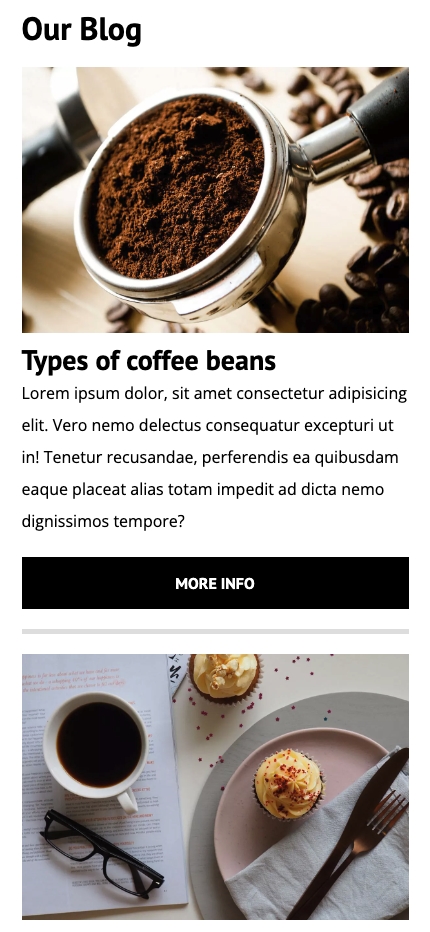 Our Blog
Types of coffee beans
Lorem ipsum dolor, sit amet consectetur adipisicing
elit. Vero nemo delectus consequatur excepturi ut
in! Tenetur recusandae, perferendis ea quibusdam
eaque placeat alias totam impedit ad dicta nemo
dignissimos tempore?
MORE INFO